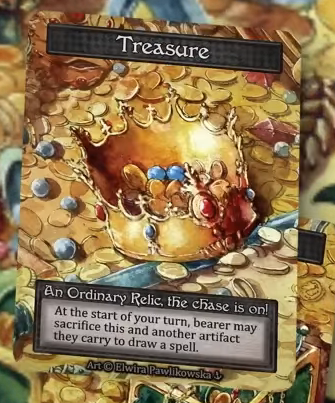 Treasure
An Ordinary Relic, the chase is on!
At the start of your turn, bearer may
sacrifice this and another artifact
they carry to draw a spell.
Art © Elwira Pawlikowska